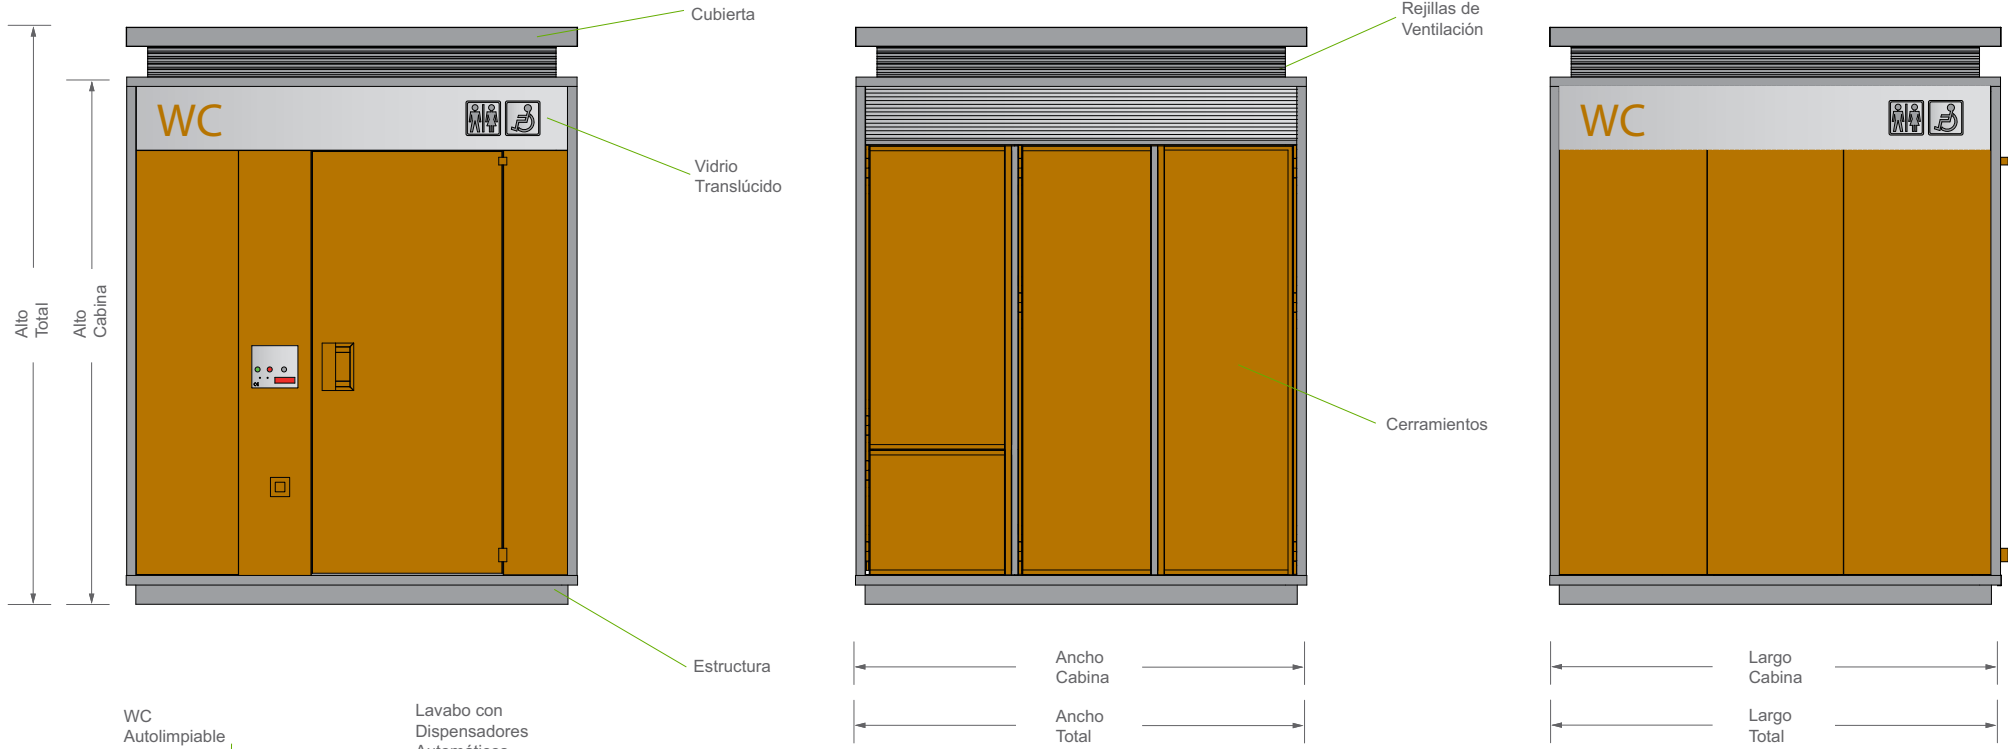 Cubierta
Rejillas de
Ventilación
WC
WC
Vidrio
Translúcido
Alto
Total
Alto
Cabina
Cerramientos
Estructura
Ancho
Cabina
Largo
Cabina
WC
Autolimpiable
Lavabo con
Dispensadores
Automáticos
Ancho
Total
Largo
Total